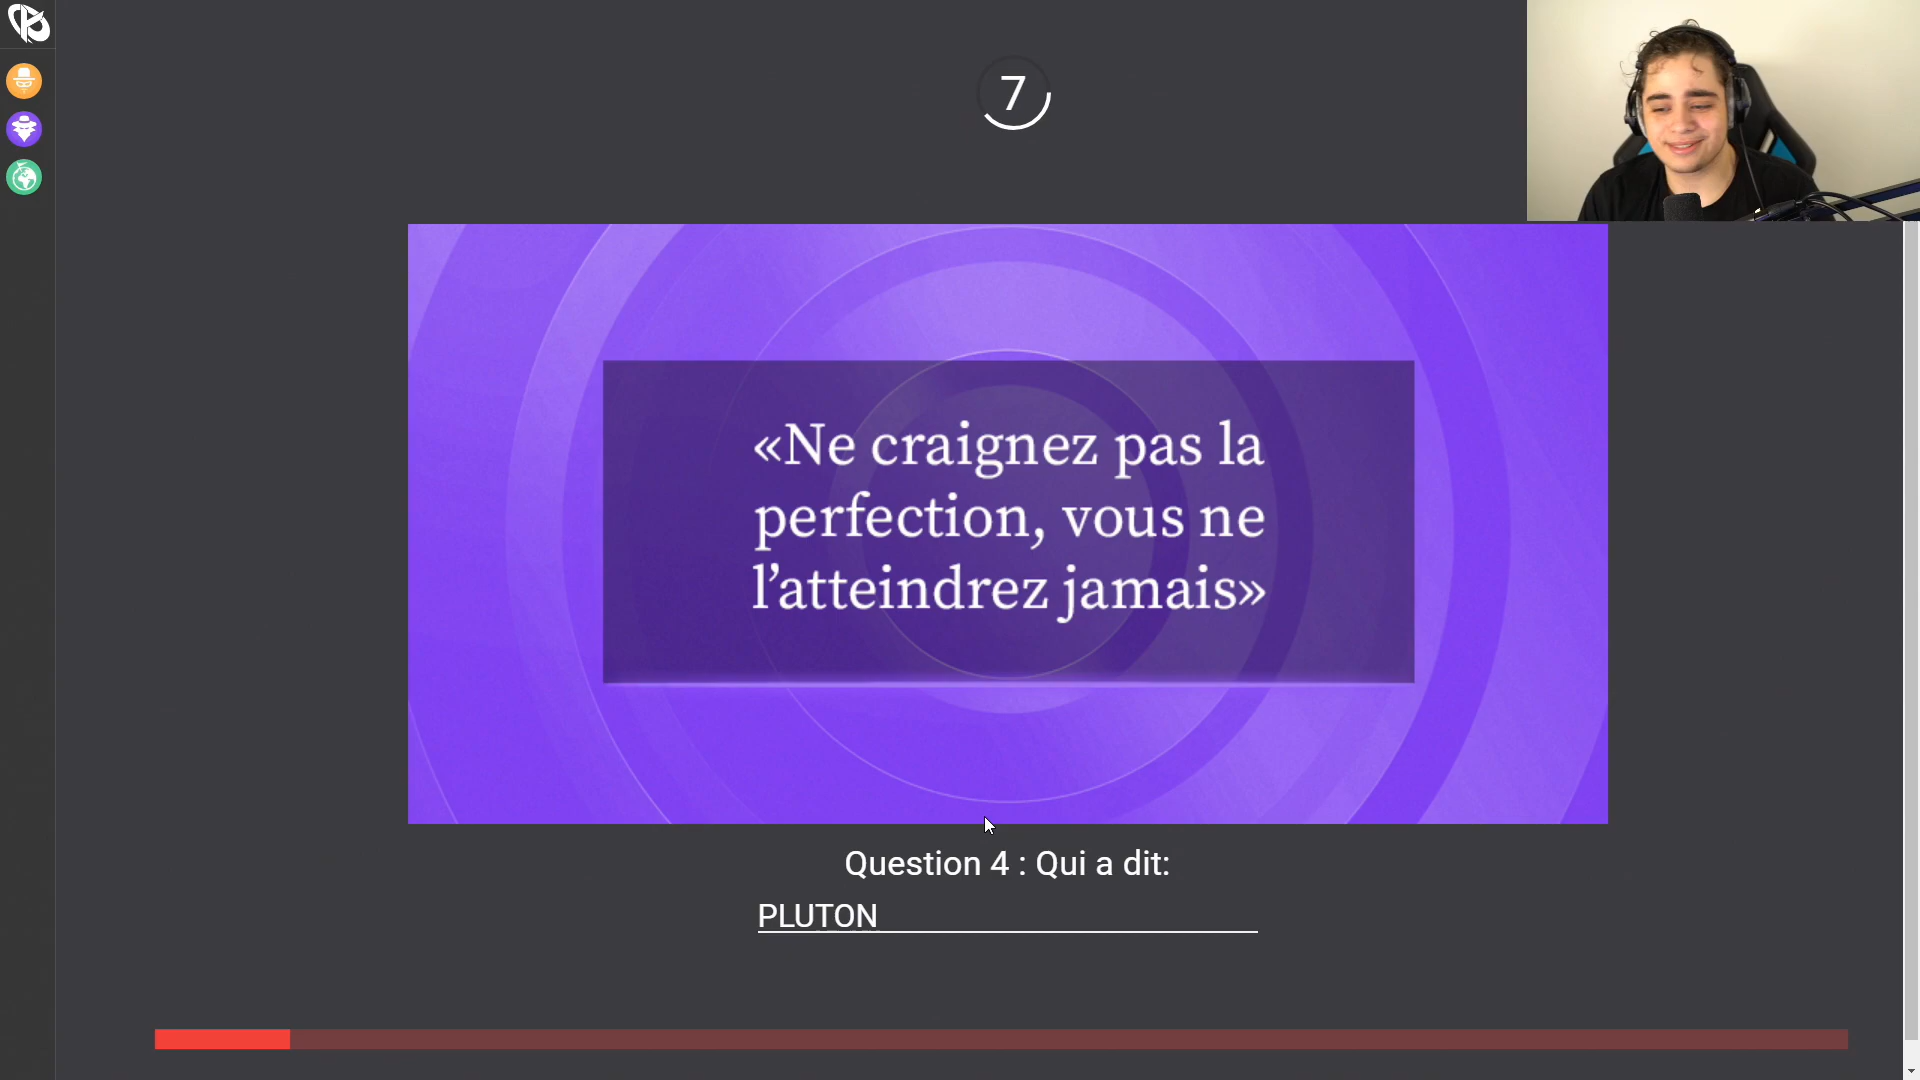 7
«Ne craignez pas la
perfection, vous ne
l’atteindrez jamais»
Question 4 : Qui a dit:
PLUTON